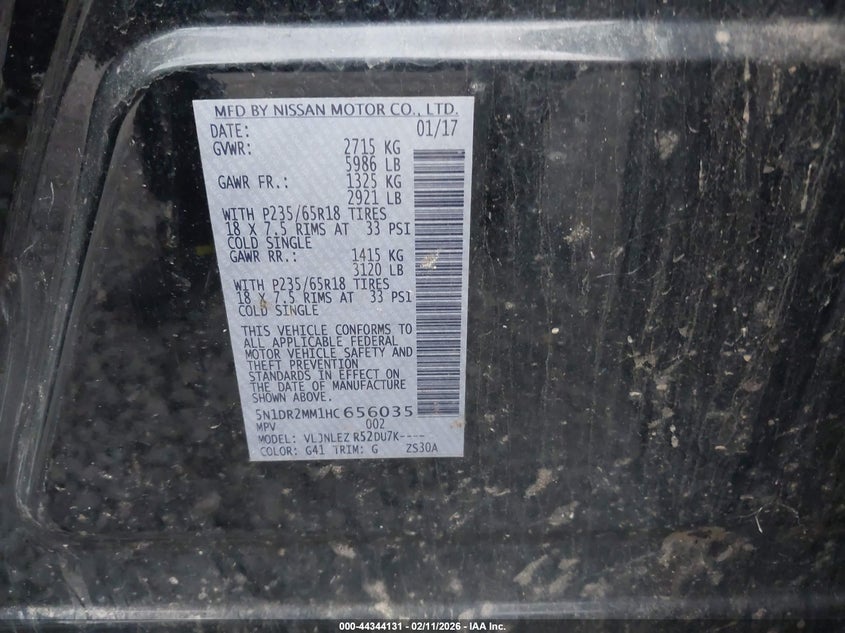 MFD BY NISSAN MOTOR CO., LTD.
DATE: 01/17
GVWR: 2715 KG
5986 LB
GAWR FR.: 1325 KG
2921 LB
WITH P235/65R18 TIRES
18 X 7.5 RIMS AT 33 PSI
COLD SINGLE
GAWR RR.: 1415 KG
3120 LB
WITH P235/65R18 TIRES
18 X 7.5 RIMS AT 33 PSI
COLD SINGLE
THIS VEHICLE CONFORMS TO
ALL APPLICABLE FEDERAL
MOTOR VEHICLE SAFETY AND
THEFT PREVENTION
STANDARDS IN EFFECT ON
THE DATE OF MANUFACTURE
SHOWN ABOVE.
5N1DR2MM1HC656035
MPV 002
MODEL: VLJNLEZ R52DU7K----
COLOR: G41 TRIM: G ZS30A
000-44344131 - 02/11/2026 - IAA Inc.